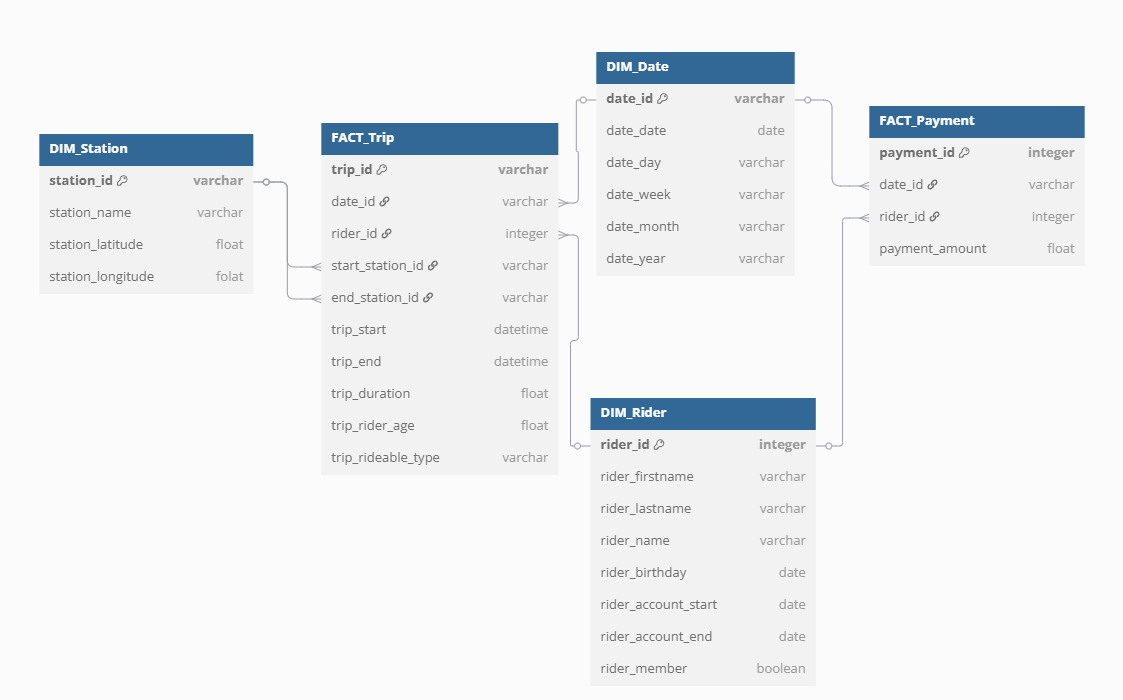 DIM_Station
station_id varchar
station_name varchar
station_latitude float
station_longitude folat
FACT_Trip
trip_id varchar
date_id varchar
rider_id integer
start_station_id varchar
end_station_id varchar
trip_start datetime
trip_end datetime
trip_duration float
trip_rider_age float
trip_rideable_type varchar
DIM_Date
date_id varchar
date_date date
date_day varchar
date_week varchar
date_month varchar
date_year varchar
FACT_Payment
payment_id integer
date_id varchar
rider_id integer
payment_amount float
DIM_Rider
rider_id integer
rider_firstname varchar
rider_lastname varchar
rider_name varchar
rider_birthday date
rider_account_start date
rider_account_end date
rider_member boolean